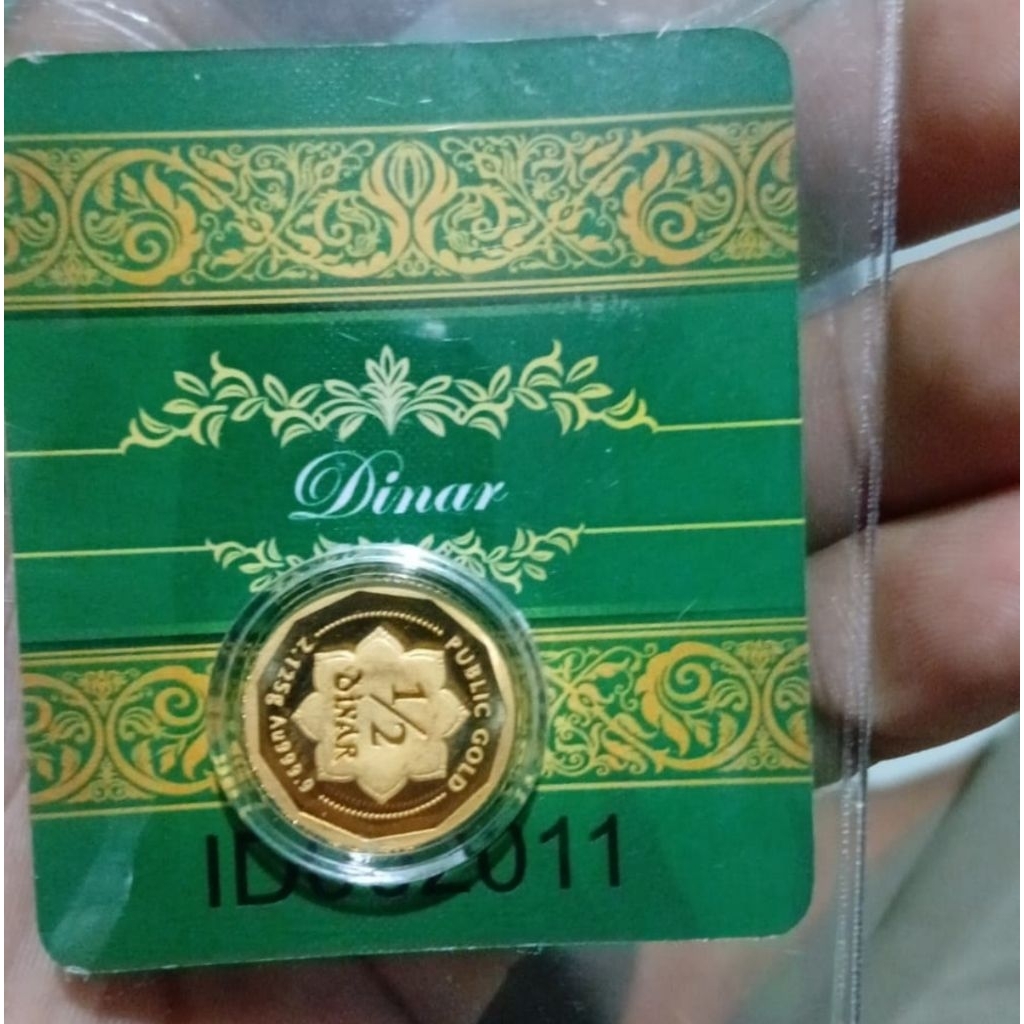 Dinar
PUBLIC GOLD
1/2
DINAR
2.125g Au999.9